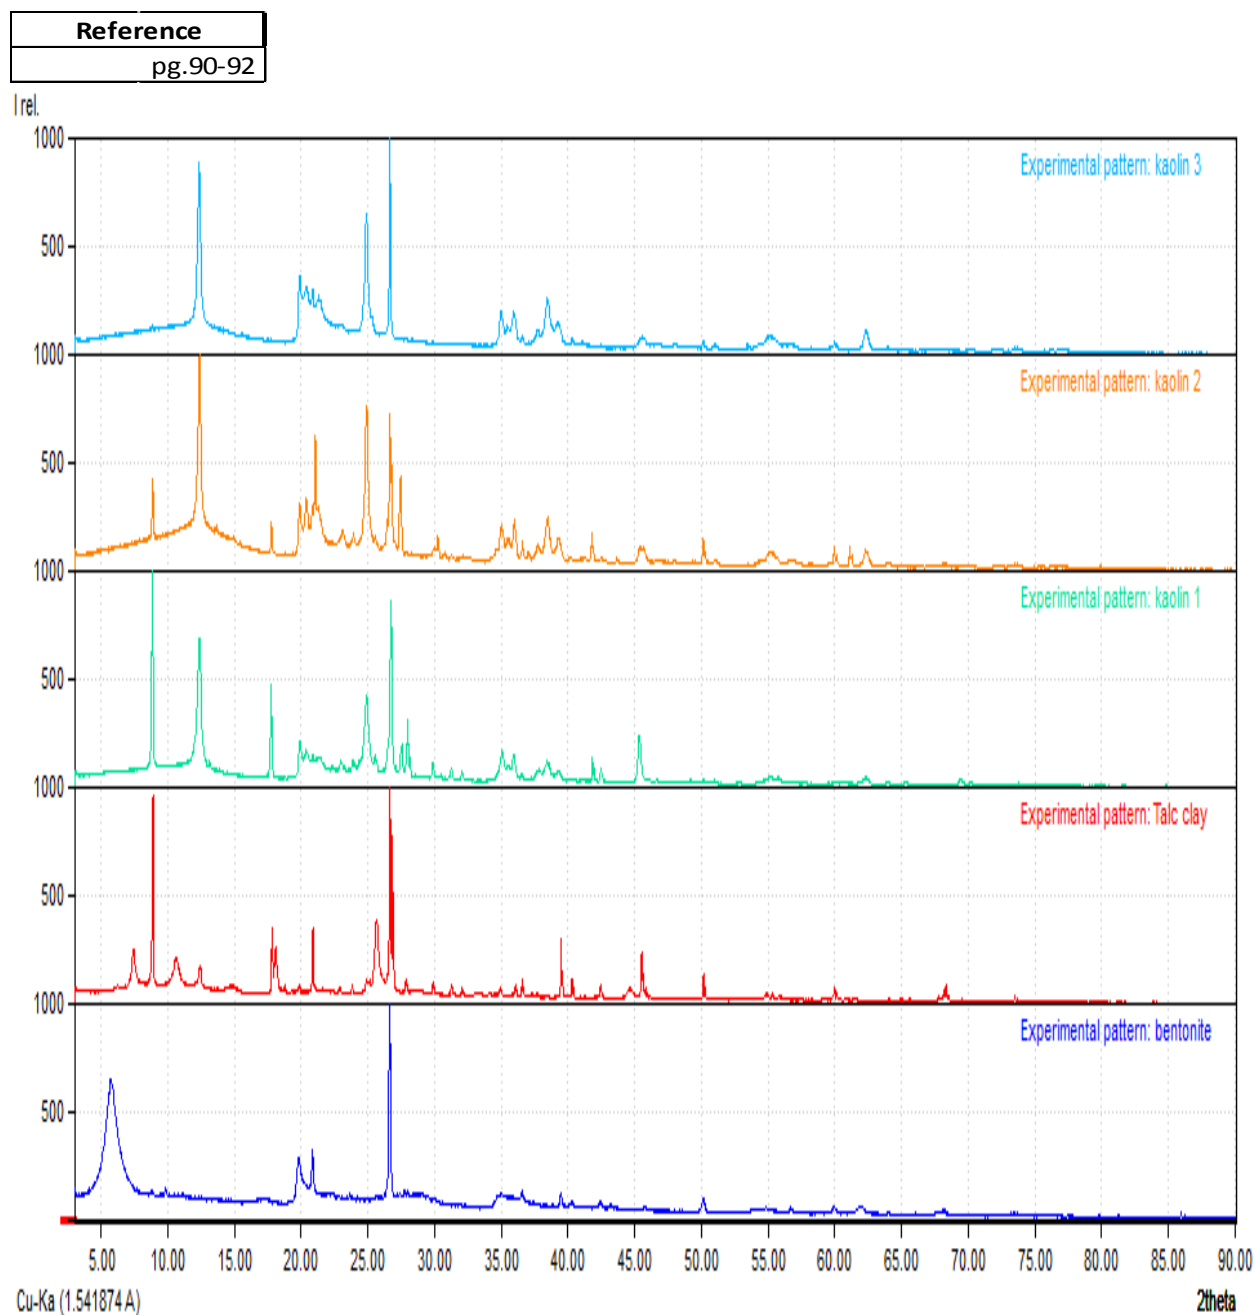 Reference
pg.90-92
I rel.
1000
Experimental pattern: kaolin 3
500
1000
Experimental pattern: kaolin 2
500
1000
Experimental pattern: kaolin 1
500
1000
Experimental pattern: Talc clay
500
1000
Experimental pattern: bentonite
500
5.00 10.00 15.00 20.00 25.00 30.00 35.00 40.00 45.00 50.00 55.00 60.00 65.00 70.00 75.00 80.00 85.00 90.00
Cu-Ka (1.541874 A) 2theta